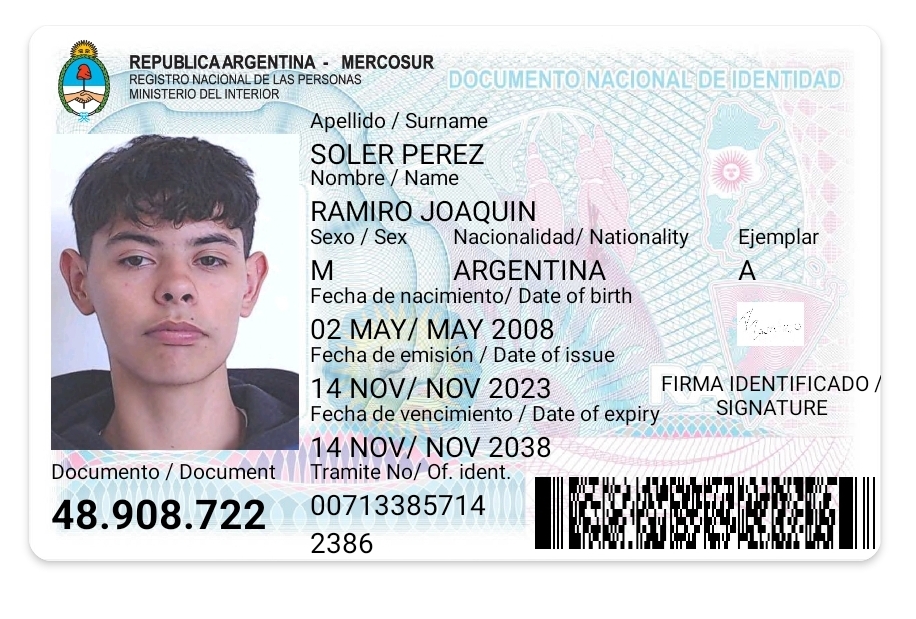 REPUBLICA ARGENTINA - MERCOSUR
REGISTRO NACIONAL DE LAS PERSONAS
MINISTERIO DEL INTERIOR
DOCUMENTO NACIONAL DE IDENTIDAD
Apellido / Surname
SOLER PEREZ
Nombre / Name
RAMIRO JOAQUIN
Sexo / Sex Nacionalidad/ Nationality Ejemplar
M ARGENTINA A
Fecha de nacimiento/ Date of birth
02 MAY/ MAY 2008
Fecha de emisión / Date of issue
14 NOV/ NOV 2023
FIRMA IDENTIFICADO /
SIGNATURE
Fecha de vencimiento / Date of expiry
14 NOV/ NOV 2038
Documento / Document
48.908.722
Tramite No/ Of. ident.
00713385714
2386